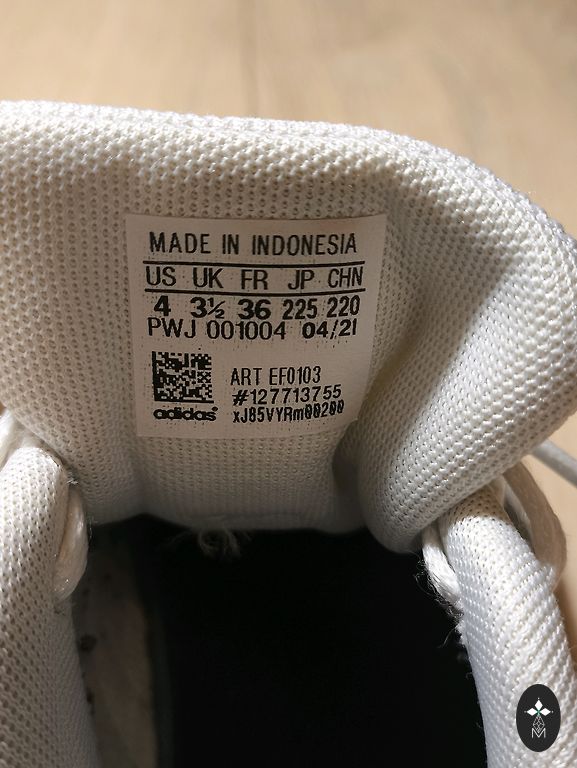 MADE IN INDONESIA
US UK FR JP CHN
4 3½ 36 225 220
PWJ 001004 04/21
ART EF0103
#127713755
adidas® xJ85VYRm00200
M